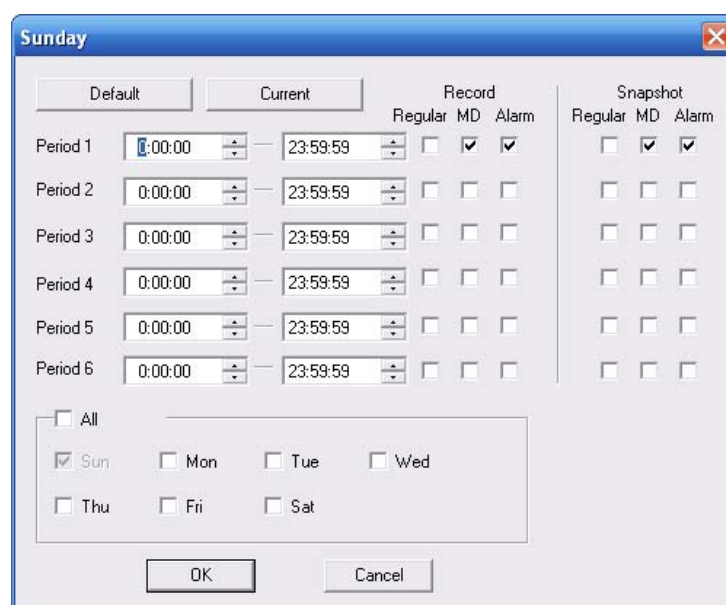 Sunday
Default Current Record Snapshot
Regular MD Alarm Regular MD Alarm
Period 1 0:00:00 23:59:59
Period 2 0:00:00 23:59:59
Period 3 0:00:00 23:59:59
Period 4 0:00:00 23:59:59
Period 5 0:00:00 23:59:59
Period 6 0:00:00 23:59:59
All
Sun Mon Tue Wed
Thu Fri Sat
OK Cancel